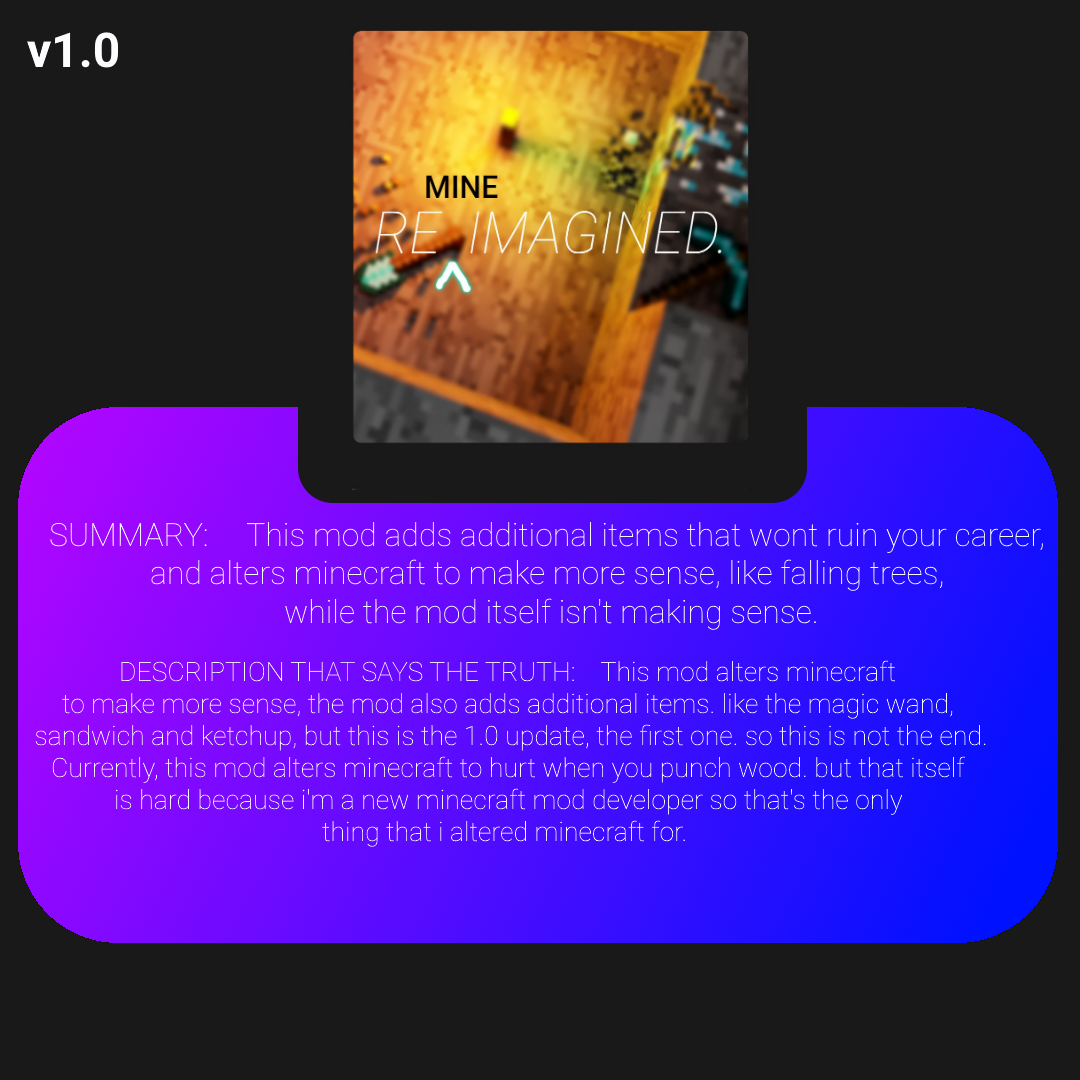 v1.0
MINE
RE IMAGINED.
^
SUMMARY: This mod adds additional items that wont ruin your career,
and alters minecraft to make more sense, like falling trees,
while the mod itself isn't making sense.
DESCRIPTION THAT SAYS THE TRUTH: This mod alters minecraft
to make more sense, the mod also adds additional items. like the magic wand,
sandwich and ketchup, but this is the 1.0 update, the first one. so this is not the end.
Currently, this mod alters minecraft to hurt when you punch wood. but that itself
is hard because i'm a new minecraft mod developer so that's the only
thing that i altered minecraft for.